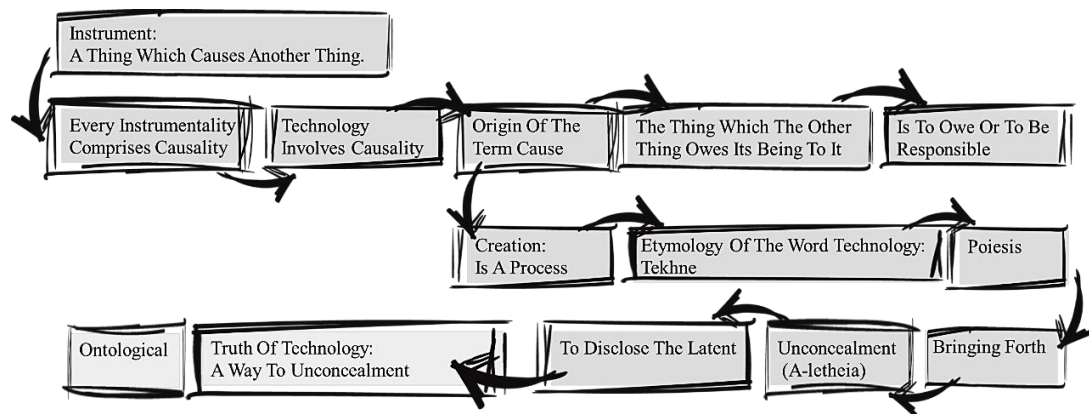 Instrument:
A Thing Which Causes Another Thing.
Every Instrumentality
Comprises Causality
Technology
Involves Causality
Origin Of The
Term Cause
The Thing Which The Other
Thing Owes Its Being To It
Is To Owe Or To Be
Responsible
Creation:
Is A Process
Etymology Of The Word Technology:
Tekhne
Poiesis
Bringing Forth
Unconcealment
(A-letheia)
To Disclose The Latent
Truth Of Technology:
A Way To Unconcealment
Ontological